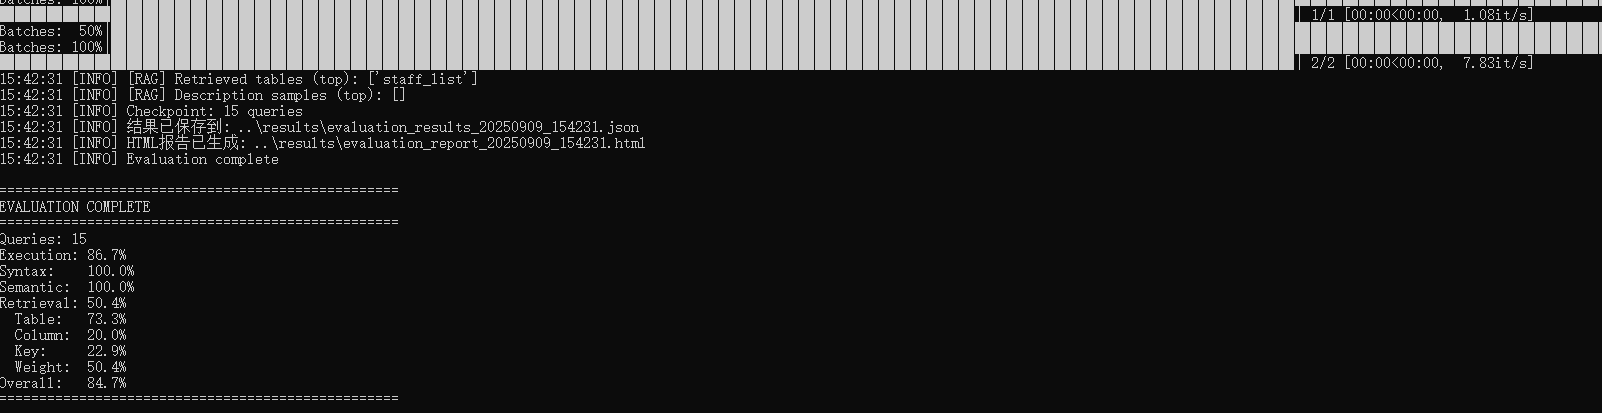 Batches: 100%
1/1 [00:00<00:00, 1.08it/s]
Batches: 50%
Batches: 100%
2/2 [00:00<00:00, 7.83it/s]
15:42:31 [INFO] [RAG] Retrieved tables (top): ['staff_list']
15:42:31 [INFO] [RAG] Description samples (top): []
15:42:31 [INFO] Checkpoint: 15 queries
15:42:31 [INFO] 结果已保存到: ..\results\evaluation_results_20250909_154231.json
15:42:31 [INFO] HTML报告已生成: ..\results\evaluation_report_20250909_154231.html
15:42:31 [INFO] Evaluation complete
==================================================
EVALUATION COMPLETE
==================================================
Queries: 15
Execution: 86.7%
Syntax: 100.0%
Semantic: 100.0%
Retrieval: 50.4%
Table: 73.3%
Column: 20.0%
Key: 22.9%
Weight: 50.4%
Overall: 84.7%
==================================================